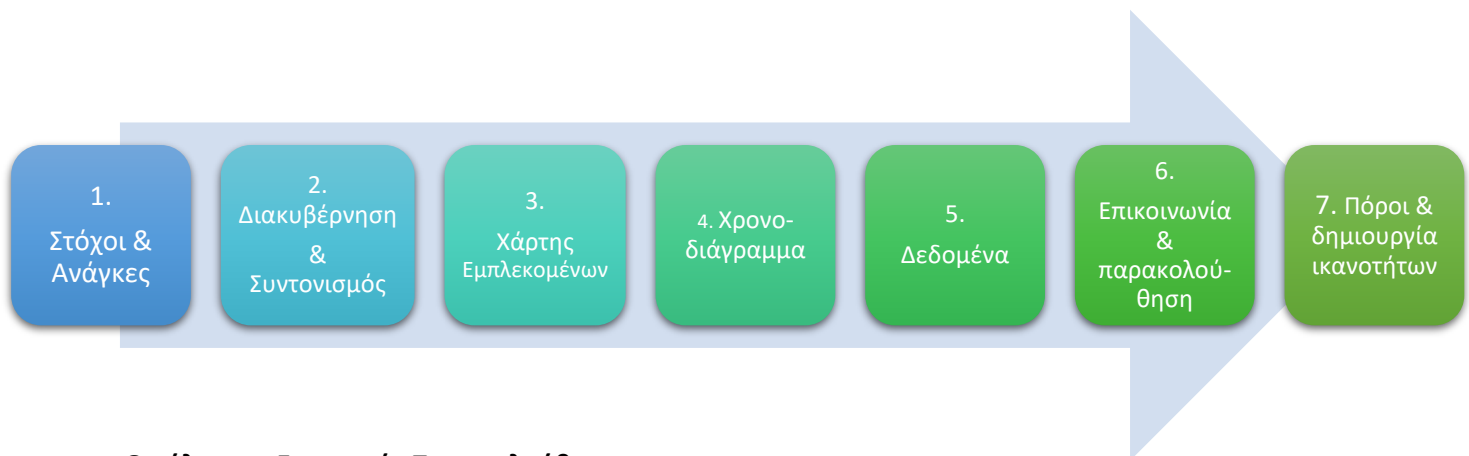 1.
Στόχοι &
Ανάγκες
2.
Διακυβέρνηση
&
Συντονισμός
3.
Χάρτης
Εμπλεκομένων
4. Χρονο-
διάγραμμα
5.
Δεδομένα
6.
Επικοινωνία
&
παρακολού-
θηση
7. Πόροι &
δημιουργία
ικανοτήτων